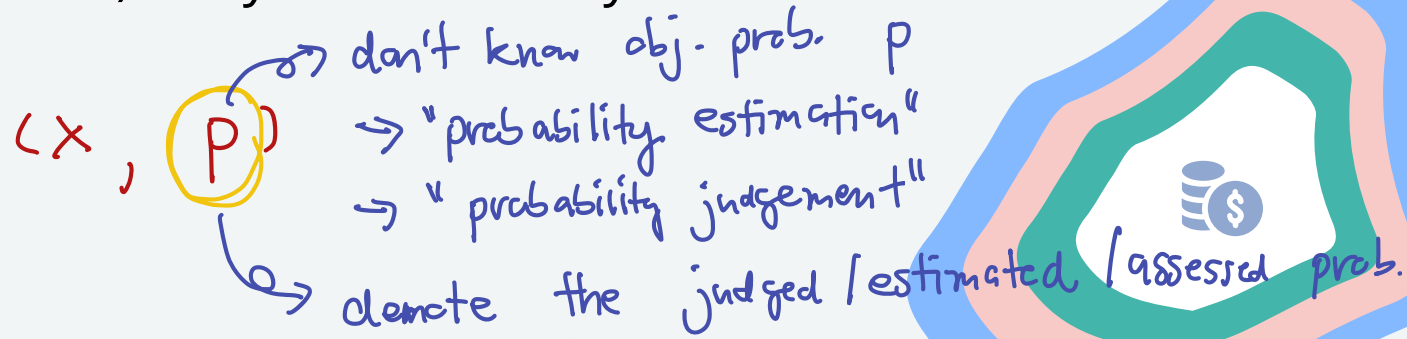 don't know obj. prob. p
(x, p)
→ "probability estimation"
→ "probability judgement"
denote the judged / estimated / assessed prob.
$